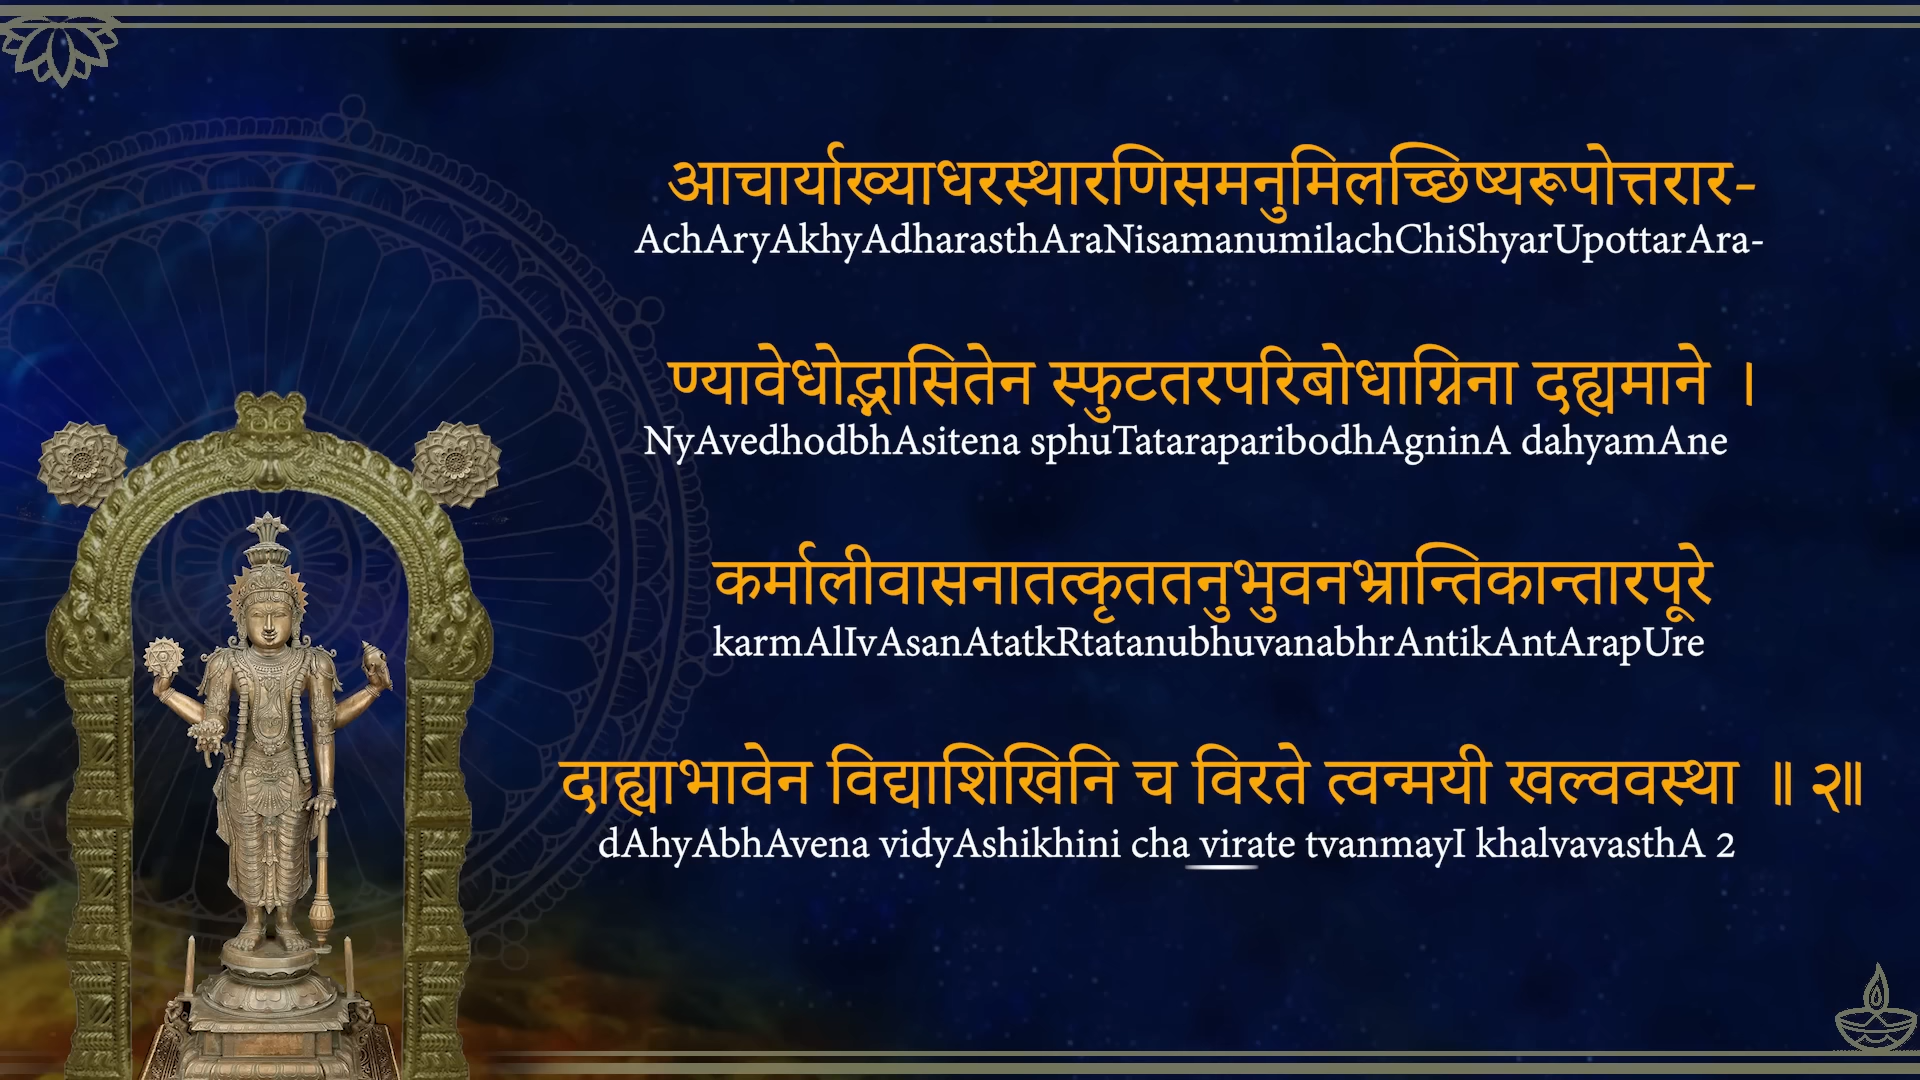 आचार्याख्याधरस्थारणिसमनुमिलच्छिष्यरूपोत्तरार-
AchAryAkhyAdharasthAraNisamanumilachChiShyarUpottarAra-
ण्यावेधोद्भासितेन स्फुटतरपरिबोधाग्निना दह्यमाने ।
NyAvedhodbhAsitena sphuTataraparibodhAgninA dahyamAne
कर्मालीवासनातत्कृततनुभुवनभ्रान्तिकान्तारपूरे
karmAlIvAsanAtatkRtatanubhuvanabhrAntikAntArapUre
दाह्याभावेन विद्याशिखिनि च विरते त्वन्मयी खल्ववस्था ॥ २॥
dAhyAbhAvena vidyAshikhini cha virate tvanmayI khalvavasthA 2